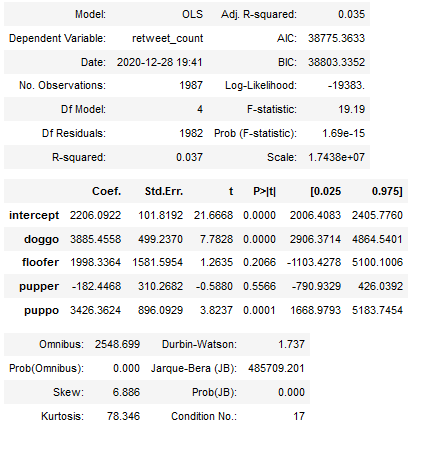 Model: OLS Adj. R-squared: 0.035
Dependent Variable: retweet_count AIC: 38775.3633
Date: 2020-12-28 19:41 BIC: 38803.3352
No. Observations: 1987 Log-Likelihood: -19383.
Df Model: 4 F-statistic: 19.19
Df Residuals: 1982 Prob (F-statistic): 1.69e-15
R-squared: 0.037 Scale: 1.7438e+07
Coef. Std.Err. t P>|t| [0.025 0.975]
intercept 2206.0922 101.8192 21.6668 0.0000 2006.4083 2405.7760
doggo 3885.4558 499.2370 7.7828 0.0000 2906.3714 4864.5401
floofer 1998.3364 1581.5954 1.2635 0.2066 -1103.4278 5100.1006
pupper -182.4468 310.2682 -0.5880 0.5566 -790.9329 426.0392
puppo 3426.3624 896.0929 3.8237 0.0001 1668.9793 5183.7454
Omnibus: 2548.699 Durbin-Watson: 1.737
Prob(Omnibus): 0.000 Jarque-Bera (JB): 485709.201
Skew: 6.886 Prob(JB): 0.000
Kurtosis: 78.346 Condition No.: 17